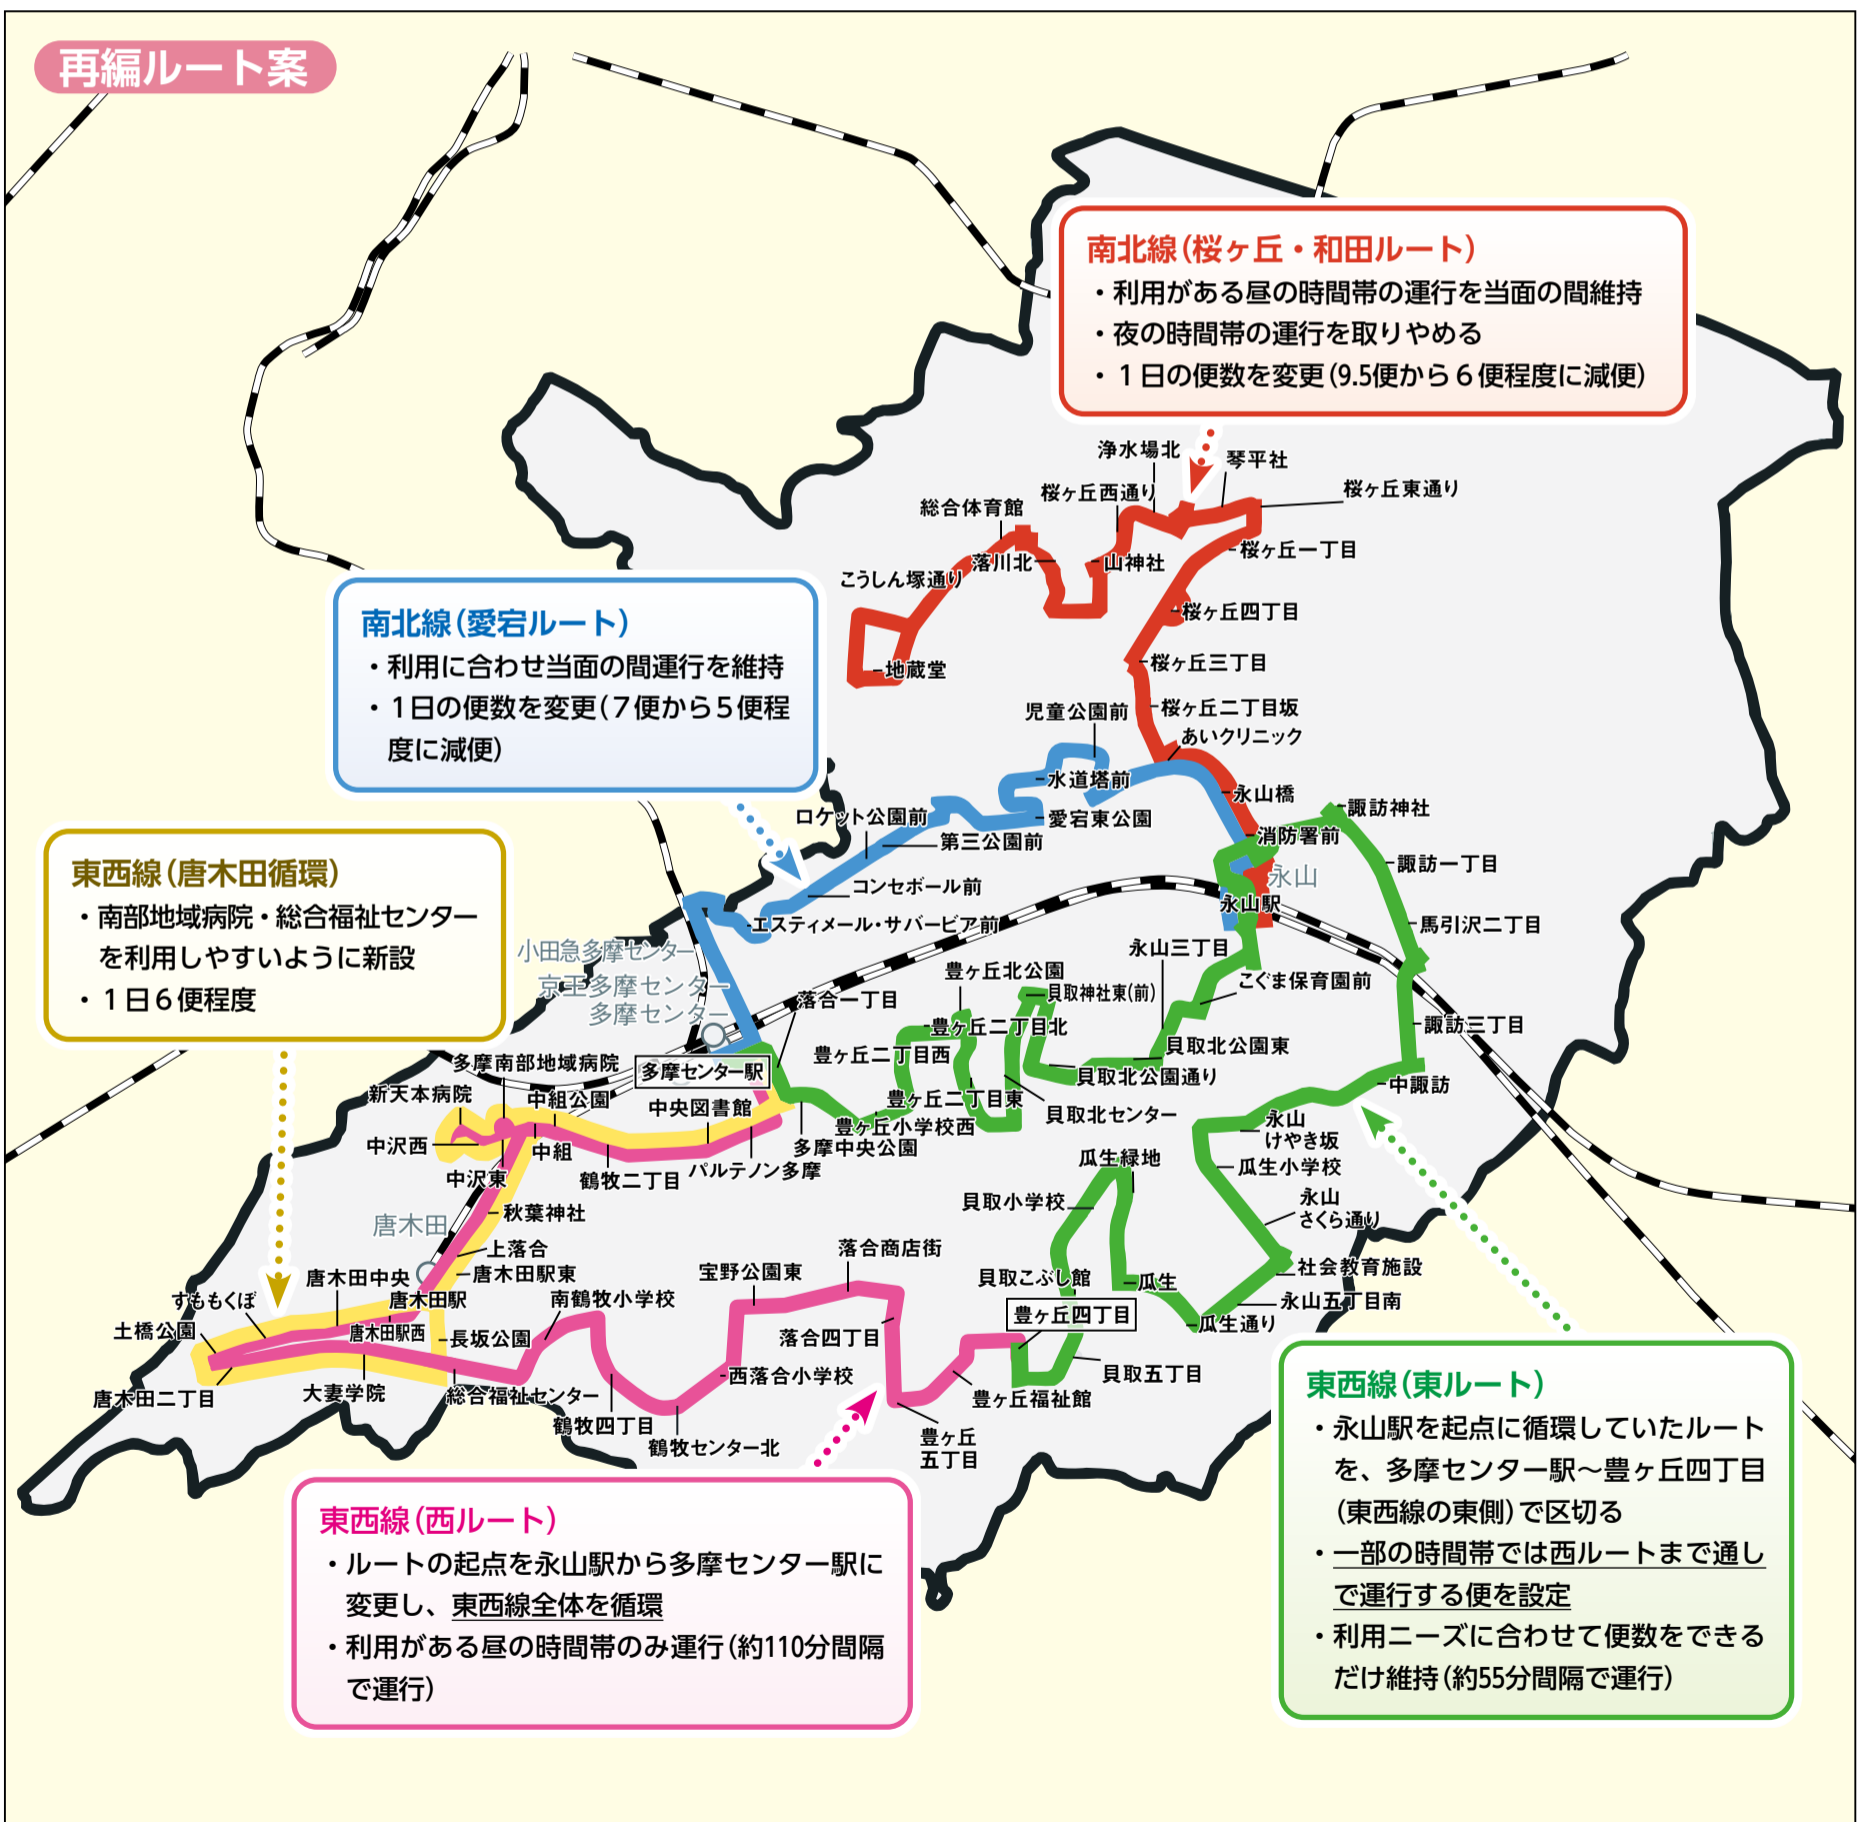 再編ルート案
南北線(桜ヶ丘・和田ルート)
・利用がある昼の時間帯の運行を当面の間維持
・夜の時間帯の運行を取りやめる
・1日の便数を変更(9.5便から6便程度に減便)
浄水場北
琴平社
桜ヶ丘西通り
桜ヶ丘東通り
総合体育館
桜ヶ丘一丁目
落川北
山神社
こうしん塚通り
桜ヶ丘四丁目
地蔵堂
桜ヶ丘三丁目
桜ヶ丘二丁目坂
あいクリニック
南北線(愛宕ルート)
・利用に合わせ当面の間運行を維持
・1日の便数を変更(7便から5便程
度に減便)
児童公園前
水道塔前
永山橋
ロケット公園前
愛宕東公園
諏訪神社
消防署前
第三公園前
諏訪一丁目
永山
コンセボール前
永山駅
エスティメール・サバービア前
馬引沢二丁目
東西線(唐木田循環)
・南部地域病院・総合福祉センター
を利用しやすいように新設
・1日6便程度
小田急多摩センター
京王多摩センター
多摩センター
永山三丁目
豊ヶ丘北公園
こぐま保育園前
貝取神社東(前)
落合一丁目
豊ヶ丘二丁目北
諏訪三丁目
貝取北公園東
豊ヶ丘二丁目西
多摩南部地域病院
多摩センター駅
貝取北公園通り
中諏訪
新天本病院
中組公園
中央図書館
豊ヶ丘二丁目東
貝取北センター
豊ヶ丘小学校西
永山
けやき坂
中沢西
中組
多摩中央公園
瓜生緑地
瓜生小学校
中沢東
鶴牧二丁目
パルテノン多摩
貝取小学校
永山
さくら通り
秋葉神社
唐木田
上落合
落合商店街
唐木田駅東
唐木田中央
宝野公園東
貝取こぶし館
瓜生
社会教育施設
すももくぼ
唐木田駅
南鶴牧小学校
豊ヶ丘四丁目
永山五丁目南
土橋公園
唐木田駅西
長坂公園
落合四丁目
瓜生通り
西落合小学校
貝取五丁目
唐木田二丁目
大妻学院
総合福祉センター
豊ヶ丘福祉館
鶴牧四丁目
鶴牧センター北
豊ヶ丘
五丁目
東西線(西ルート)
・ルートの起点を永山駅から多摩センター駅に
変更し、東西線全体を循環
・利用がある昼の時間帯のみ運行(約110分間隔
で運行)
東西線(東ルート)
・永山駅を起点に循環していたルート
を、多摩センター駅〜豊ヶ丘四丁目
(東西線の東側)で区切る
・一部の時間帯では西ルートまで通し
で運行する便を設定
・利用ニーズに合わせて便数をできる
だけ維持(約55分間隔で運行)